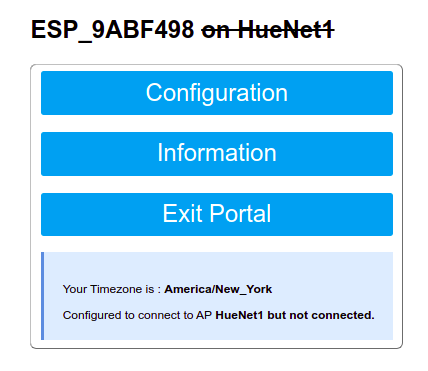 ESP_9ABF498 on HueNet1
Configuration
Information
Exit Portal
Your Timezone is : America/New_York
Configured to connect to AP HueNet1 but not connected.